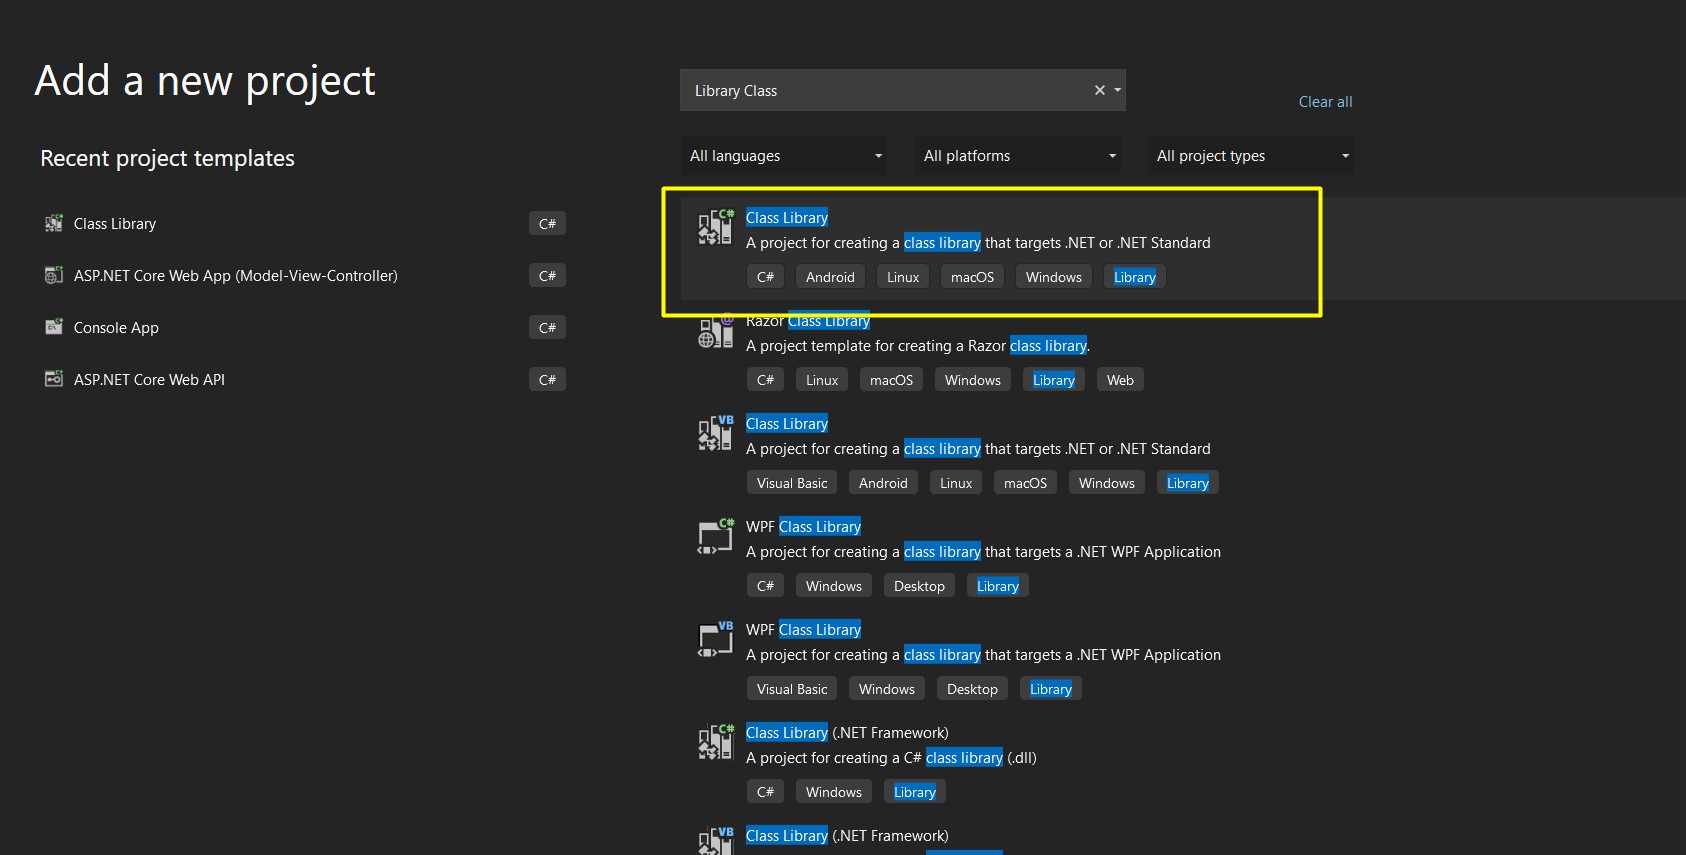 Add a new project
Recent project templates
Class Library C#
ASP.NET Core Web App (Model-View-Controller) C#
Console App C#
ASP.NET Core Web API C#
Library Class
Clear all
All languages All platforms All project types
C#
Class Library
A project for creating a class library that targets .NET or .NET Standard
C# Android Linux macOS Windows Library
Razor Class Library
A project template for creating a Razor class library.
C# Linux macOS Windows Library Web
VB
Class Library
A project for creating a class library that targets .NET or .NET Standard
Visual Basic Android Linux macOS Windows Library
C#
WPF Class Library
A project for creating a class library that targets a .NET WPF Application
C# Windows Desktop Library
VB
WPF Class Library
A project for creating a class library that targets a .NET WPF Application
Visual Basic Windows Desktop Library
C#
Class Library (.NET Framework)
A project for creating a C# class library (.dll)
C# Windows Library
VB
Class Library (.NET Framework)